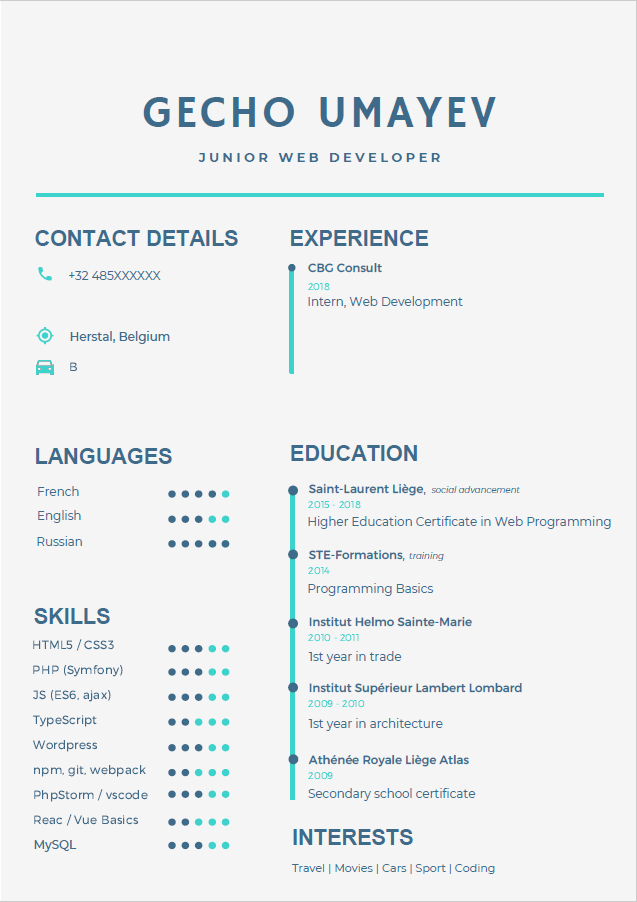 GECHO UMAYEV
JUNIOR WEB DEVELOPER
CONTACT DETAILS
+32 485XXXXXX
Herstal, Belgium
B
LANGUAGES
French
English
Russian
SKILLS
HTML5 / CSS3
PHP (Symfony)
JS (ES6, ajax)
TypeScript
Wordpress
npm, git, webpack
PhpStorm / vscode
Reac / Vue Basics
MySQL
EXPERIENCE
CBG Consult
2018
Intern, Web Development
EDUCATION
Saint-Laurent Liège, social advancement
2015 - 2018
Higher Education Certificate in Web Programming
STE-Formations, training
2014
Programming Basics
Institut Helmo Sainte-Marie
2010 - 2011
1st year in trade
Institut Supérieur Lambert Lombard
2009 - 2010
1st year in architecture
Athénée Royale Liège Atlas
2009
Secondary school certificate
INTERESTS
Travel | Movies | Cars | Sport | Coding